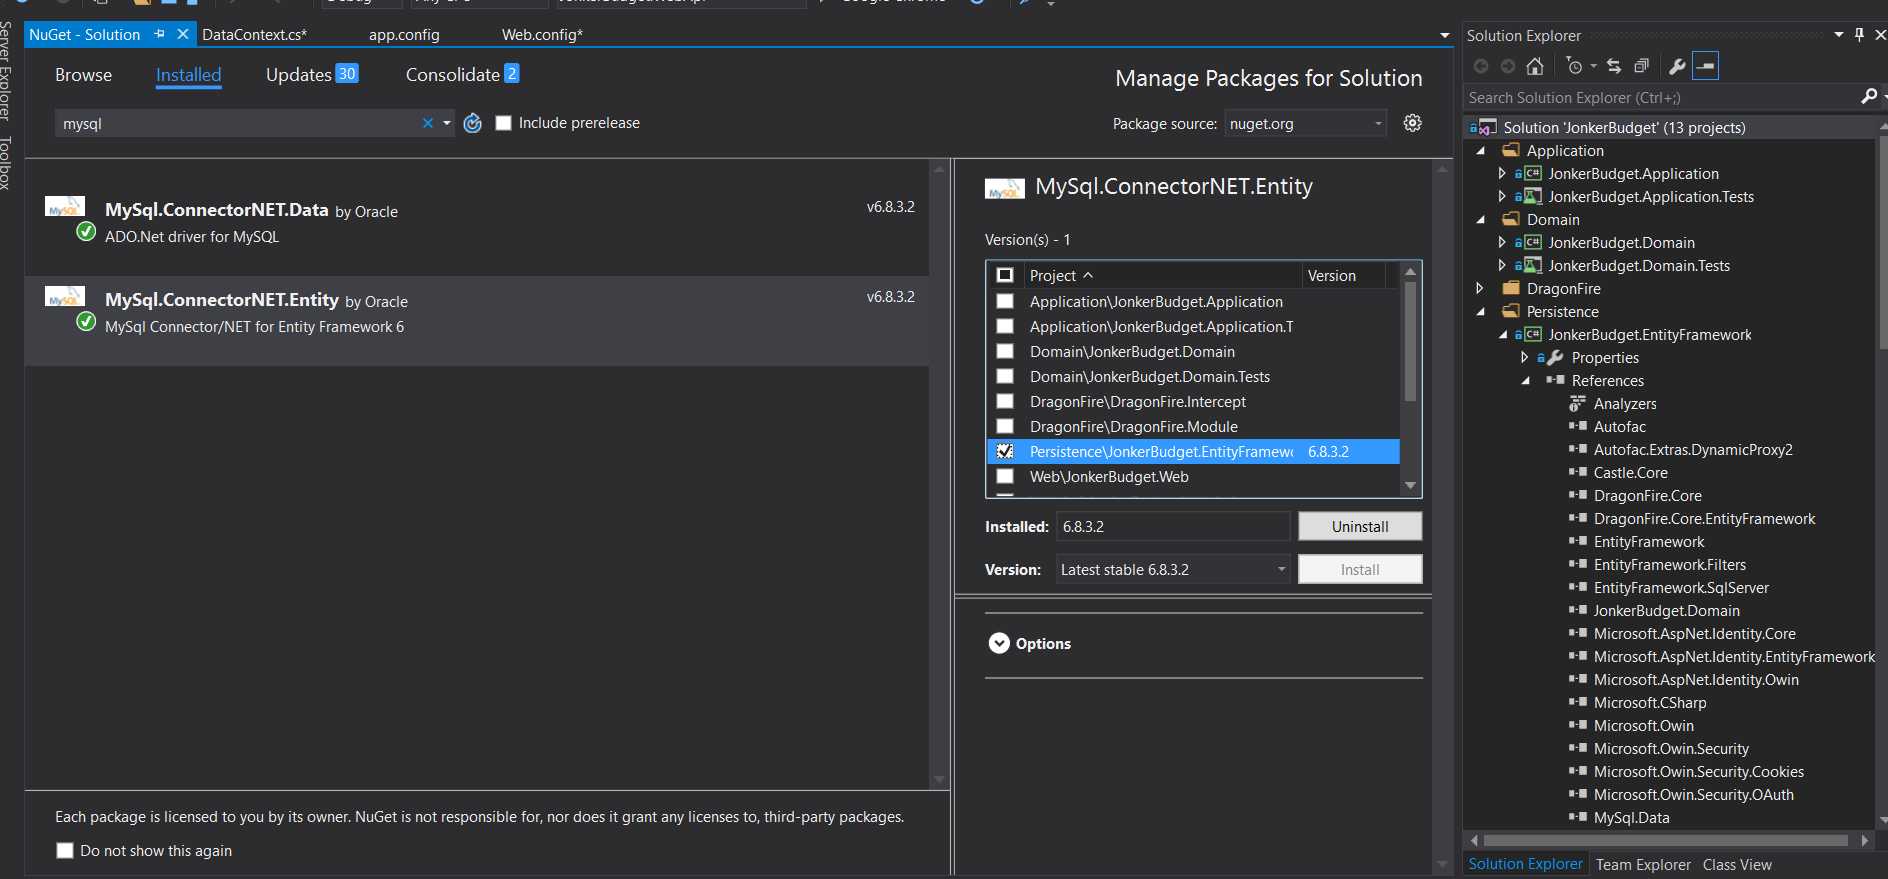 NuGet - Solution
DataContext.cs*
app.config
Web.config*
Server Explorer
Toolbox
Browse
Installed
Updates 30
Consolidate 2
Manage Packages for Solution
mysql
Include prerelease
Package source: nuget.org
MySql.ConnectorNET.Data by Oracle
v6.8.3.2
ADO.Net driver for MySQL
MySql.ConnectorNET.Entity by Oracle
v6.8.3.2
MySql Connector/NET for Entity Framework 6
Each package is licensed to you by its owner. NuGet is not responsible for, nor does it grant any licenses to, third-party packages.
Do not show this again
MySql.ConnectorNET.Entity
Version(s) - 1
Project Version
Application\JonkerBudget.Application
Application\JonkerBudget.Application.T
Domain\JonkerBudget.Domain
Domain\JonkerBudget.Domain.Tests
DragonFire\DragonFire.Intercept
DragonFire\DragonFire.Module
Persistence\JonkerBudget.EntityFramewo 6.8.3.2
Web\JonkerBudget.Web
Installed: 6.8.3.2 Uninstall
Version: Latest stable 6.8.3.2 Install
Options
Solution Explorer
Search Solution Explorer (Ctrl+;)
Solution 'JonkerBudget' (13 projects)
Application
JonkerBudget.Application
JonkerBudget.Application.Tests
Domain
JonkerBudget.Domain
JonkerBudget.Domain.Tests
DragonFire
Persistence
JonkerBudget.EntityFramework
Properties
References
Analyzers
Autofac
Autofac.Extras.DynamicProxy2
Castle.Core
DragonFire.Core
DragonFire.Core.EntityFramework
EntityFramework
EntityFramework.Filters
EntityFramework.SqlServer
JonkerBudget.Domain
Microsoft.AspNet.Identity.Core
Microsoft.AspNet.Identity.EntityFramework
Microsoft.AspNet.Identity.Owin
Microsoft.CSharp
Microsoft.Owin
Microsoft.Owin.Security
Microsoft.Owin.Security.Cookies
Microsoft.Owin.Security.OAuth
MySql.Data
Solution Explorer Team Explorer Class View